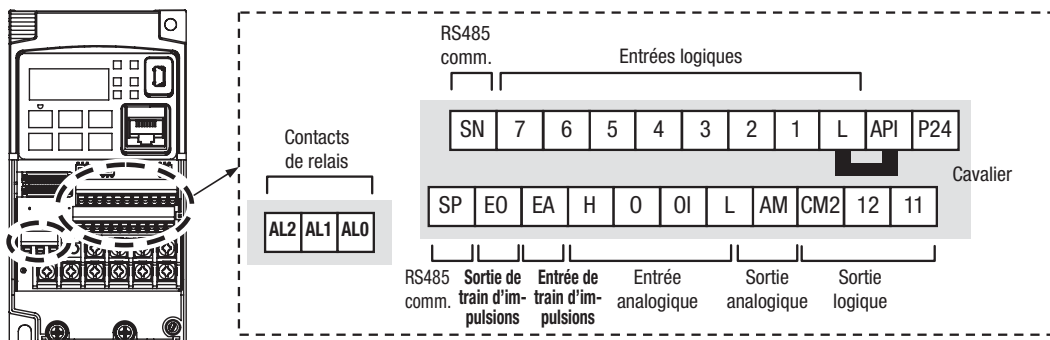 RS485
comm.
Entrées logiques
SN 7 6 5 4 3 2 1 L API P24
Contacts
de relais
Cavalier
AL2 AL1 AL0
SP EO EA H O OI L AM CM2 12 11
RS485
comm.
Sortie de
train d'im-
pulsions
Entrée de
train d'im-
pulsions
Entrée
analogique
Sortie
analogique
Sortie
logique